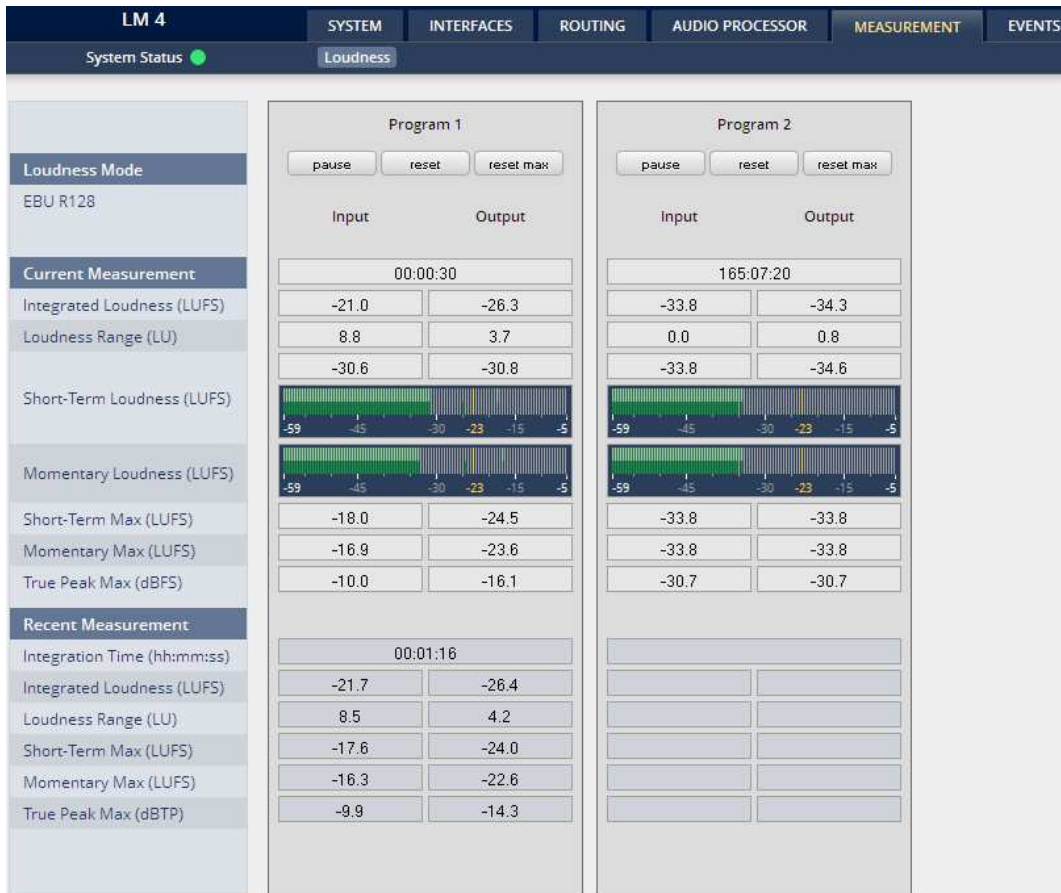 LM 4 SYSTEM INTERFACES ROUTING AUDIO PROCESSOR MEASUREMENT EVENTS
System Status Loudness
Program 1 Program 2
Loudness Mode pause reset reset max pause reset reset max
EBU R128
Input Output Input Output
Current Measurement 00:00:30 165:07:20
Integrated Loudness (LUFS) -21.0 -26.3 -33.8 -34.3
Loudness Range (LU) 8.8 3.7 0.0 0.8
-30.6 -30.8 -33.8 -34.6
Short-Term Loudness (LUFS)
-59 -45 -30 -23 -15 -5 -59 -45 -30 -23 -15 -5
Momentary Loudness (LUFS)
-59 -45 -30 -23 -15 -5 -59 -45 -30 -23 -15 -5
Short-Term Max (LUFS) -18.0 -24.5 -33.8 -33.8
Momentary Max (LUFS) -16.9 -23.6 -33.8 -33.8
True Peak Max (dBFS) -10.0 -16.1 -30.7 -30.7
Recent Measurement
Integration Time (hh:mm:ss) 00:01:16
Integrated Loudness (LUFS) -21.7 -26.4
Loudness Range (LU) 8.5 4.2
Short-Term Max (LUFS) -17.6 -24.0
Momentary Max (LUFS) -16.3 -22.6
True Peak Max (dBTP) -9.9 -14.3